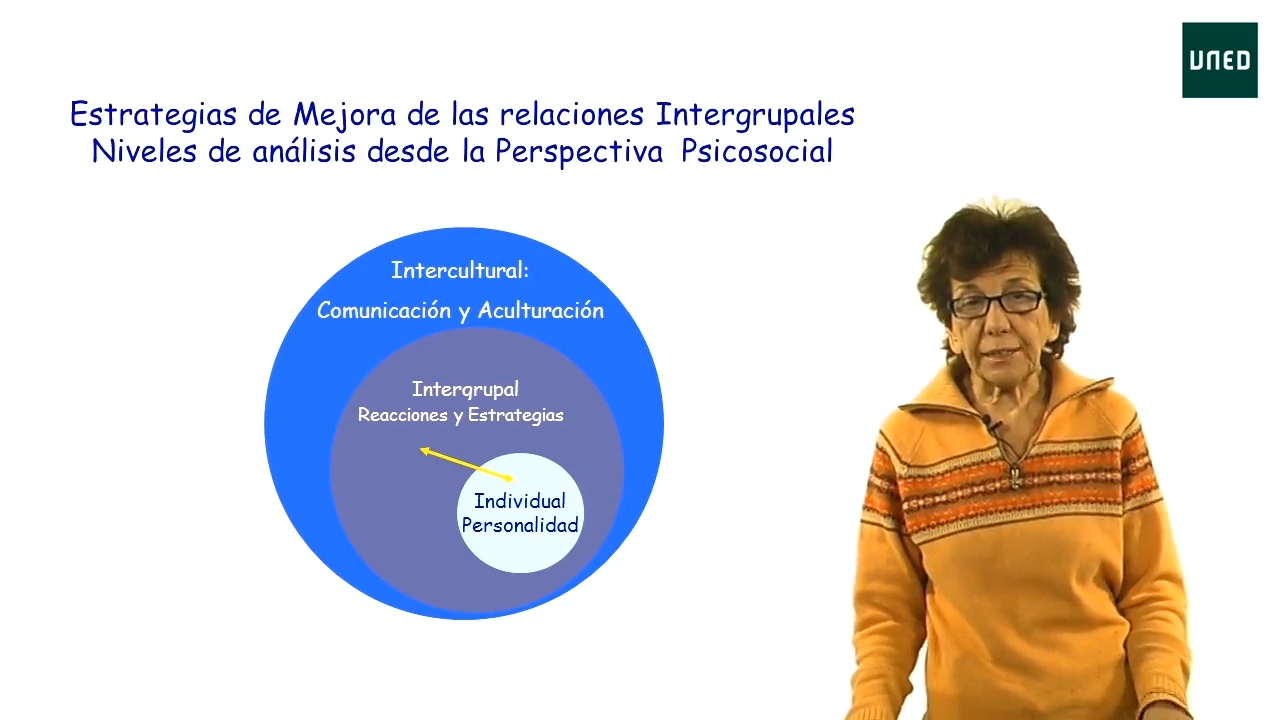 UNED
Estrategias de Mejora de las relaciones Intergrupales
Niveles de análisis desde la Perspectiva Psicosocial
Intercultural:
Comunicación y Aculturación
Intergrupal
Reacciones y Estrategias
Individual
Personalidad